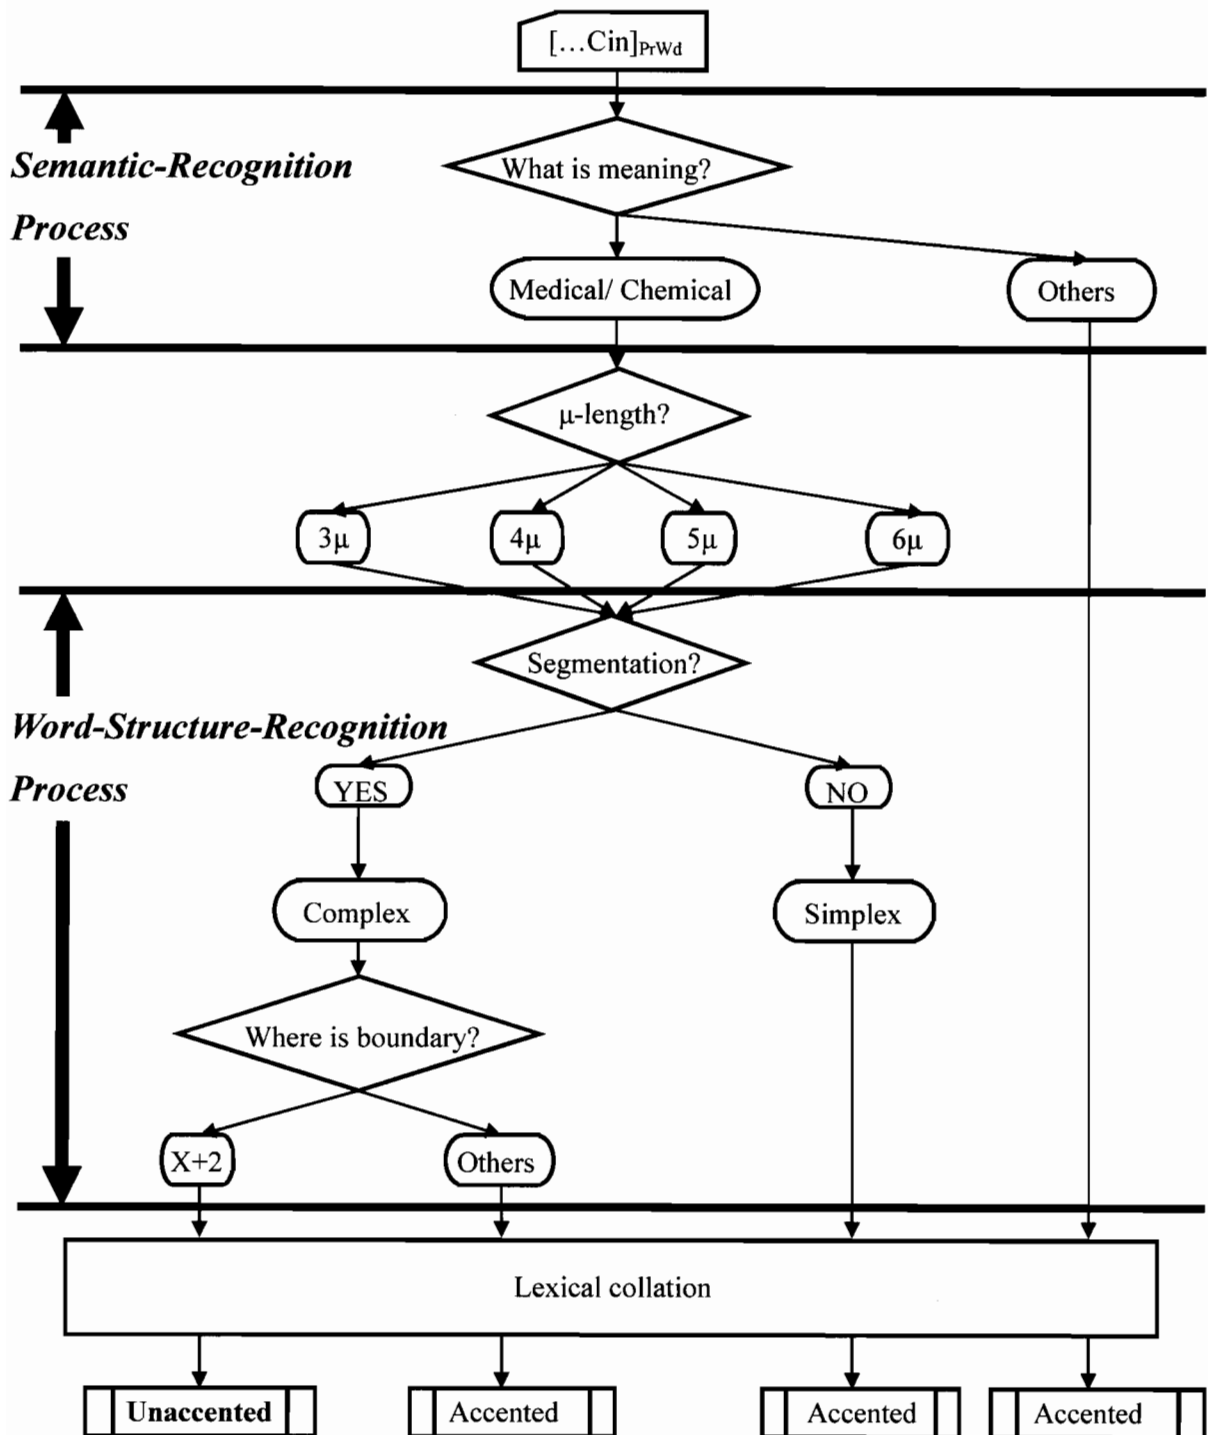 […Cin]PrWd
What is meaning?
Semantic-Recognition
Process
Medical/ Chemical
Others
μ-length?
3μ
4μ
5μ
6μ
Segmentation?
Word-Structure-Recognition
Process
YES
NO
Complex
Simplex
Where is boundary?
X+2
Others
Lexical collation
Unaccented
Accented
Accented
Accented